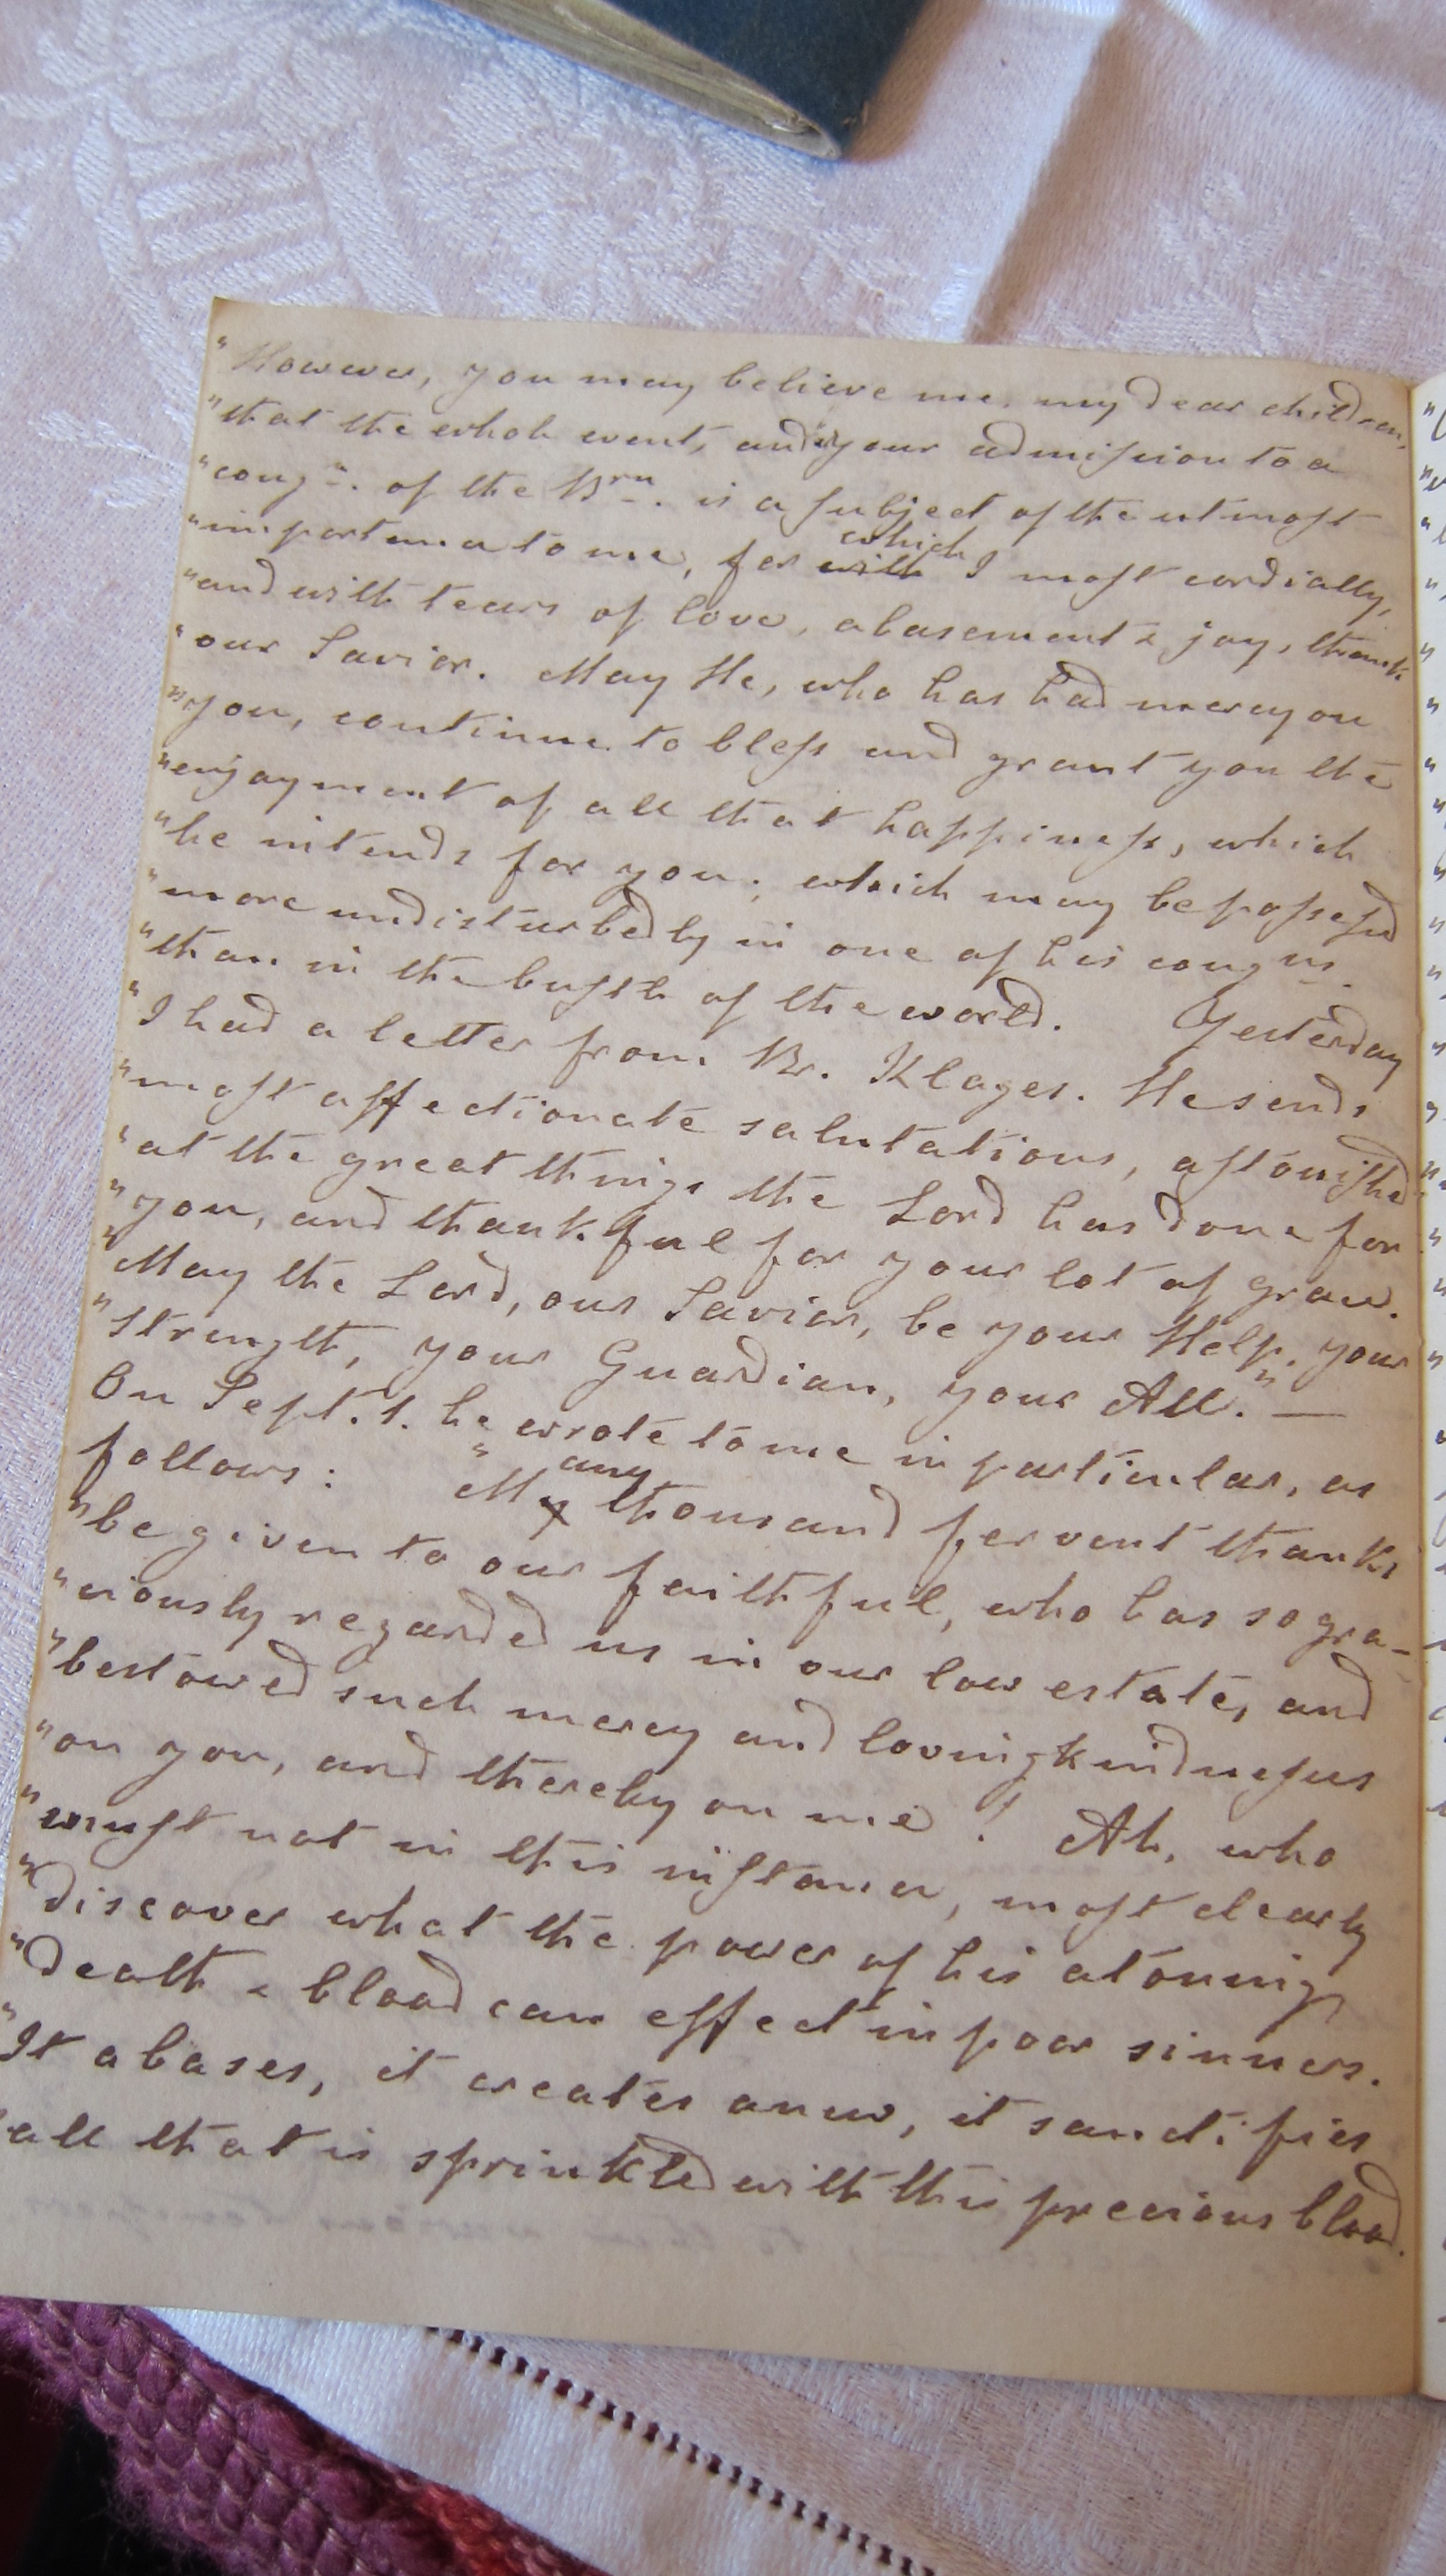 "However, you may believe me, my dear children,
"that the whole event, and your admission to a
"congn. of the Brn. is a subject of the utmost
"importance to me, for which I most cordially,
"and with tears of love, abasement & joy, thank
"our Savior. May He, who has had mercy on
"you, continue to bless and grant you the
"enjoyment of all that happiness, which
"he intends for you; which may be possessed
"more undisturbedly in one of his congns.
"than in the bustle of the world. Yesterday
"I had a letter from Br. Klages. He sends
"most affectionate salutations, astonished
"at the great things the Lord has done for
"you, and thankful for your lot of grace.
"May the Lord, our Savior, be your Help, your
"Strength, your Guardian, your All." —
On Sept. 1. he wrote to me in particular, as
follows: "Many thousand fervent thanks
"be given to our faithful, who has so gra-
"ciously regarded us in our low estate, and
"bestowed such mercy and lovingkindnesses
"on you, and thereby on me! Ah, who
"must not in this instance, most clearly
"discover what the power of his atoning
"death & blood can effect in poor sinners.
"It abases, it creates anew, it sanctifies
"all that is sprinkled with this precious blood.